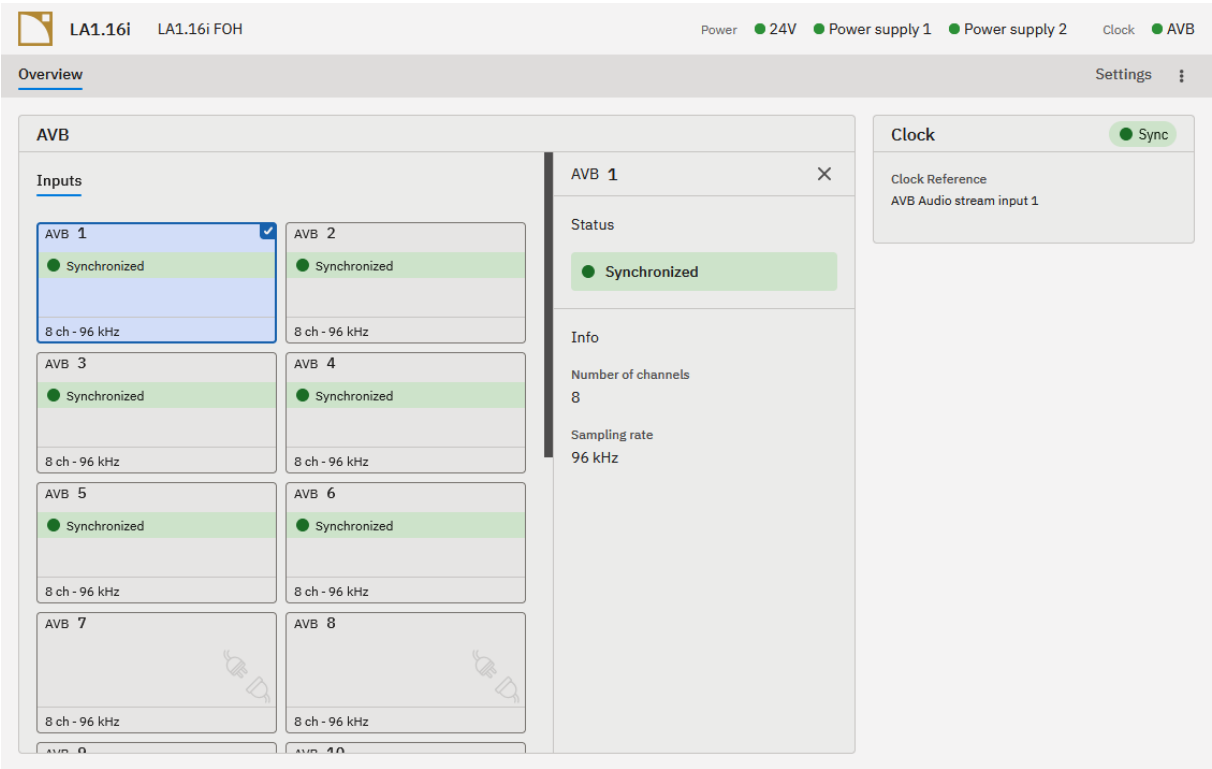 LA1.16i LA1.16i FOH Power 24V Power supply 1 Power supply 2 Clock AVB
Overview Settings
AVB
Inputs
AVB 1
Synchronized
8 ch - 96 kHz
AVB 2
Synchronized
8 ch - 96 kHz
AVB 3
Synchronized
8 ch - 96 kHz
AVB 4
Synchronized
8 ch - 96 kHz
AVB 5
Synchronized
8 ch - 96 kHz
AVB 6
Synchronized
8 ch - 96 kHz
AVB 7
8 ch - 96 kHz
AVB 8
8 ch - 96 kHz
AVB 9
AVB 10
AVB 1
Status
Synchronized
Info
Number of channels
8
Sampling rate
96 kHz
Clock Sync
Clock Reference
AVB Audio stream input 1